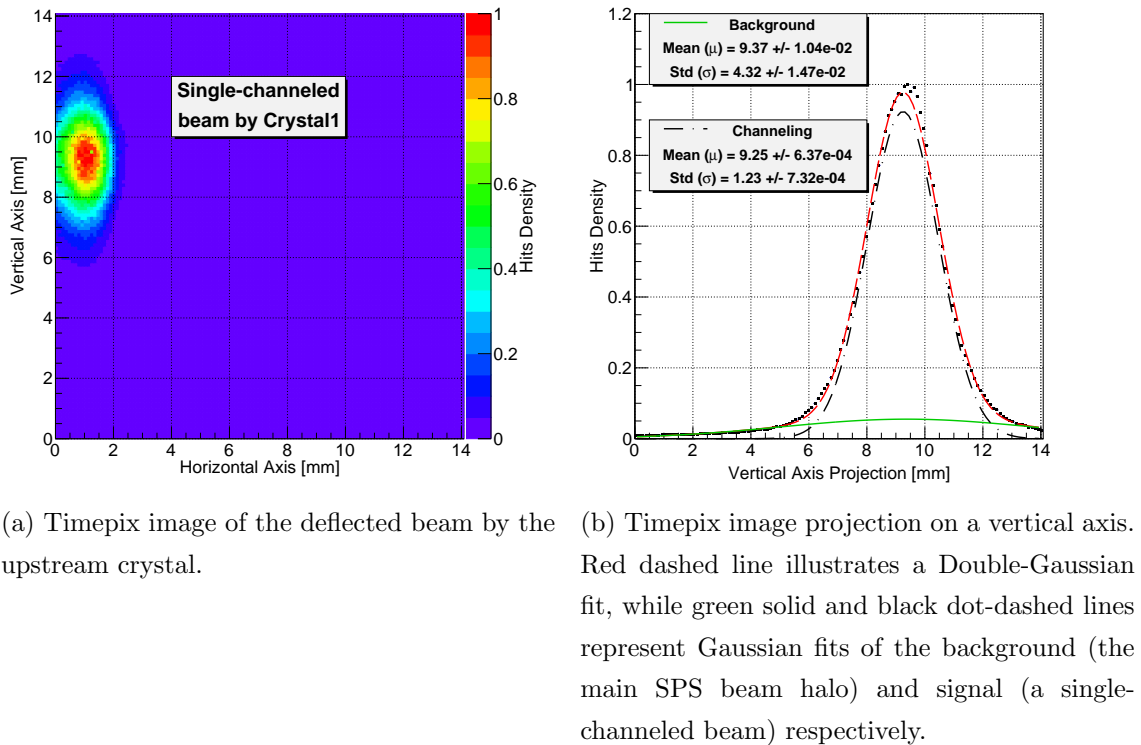 14
12
10
8
6
4
2
0
Vertical Axis [mm]
0 2 4 6 8 10 12 14
Horizontal Axis [mm]
Single-channeled
beam by Crystal1
1
0.8
0.6
0.4
0.2
0
Hits Density
1.2
1
0.8
0.6
0.4
0.2
0
Hits Density
Background
Mean (μ) = 9.37 +/- 1.04e-02
Std (σ) = 4.32 +/- 1.47e-02
Channeling
Mean (μ) = 9.25 +/- 6.37e-04
Std (σ) = 1.23 +/- 7.32e-04
0 2 4 6 8 10 12 14
Vertical Axis Projection [mm]
(a) Timepix image of the deflected beam by the
upstream crystal.
(b) Timepix image projection on a vertical axis.
Red dashed line illustrates a Double-Gaussian
fit, while green solid and black dot-dashed lines
represent Gaussian fits of the background (the
main SPS beam halo) and signal (a single-
channeled beam) respectively.